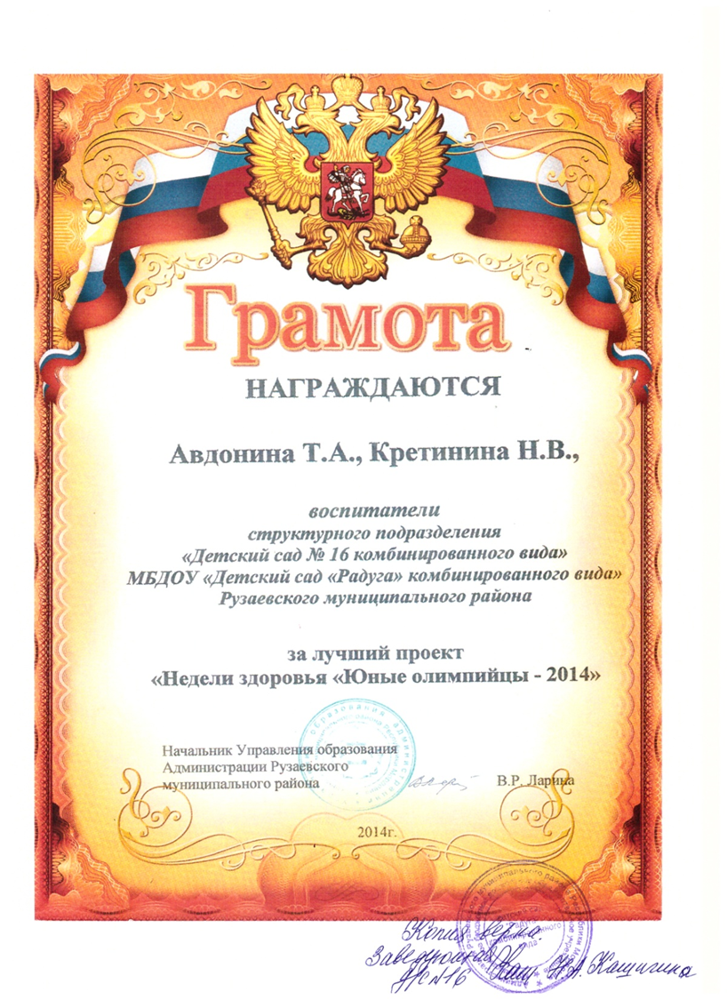 Грамота
НАГРАЖДАЮТСЯ
Авдонина Т.А., Кретинина Н.В.,
воспитатели
структурного подразделения
«Детский сад № 16 комбинированного вида»
МБДОУ «Детский сад «Радуга» комбинированного вида»
Рузаевского муниципального района
за лучший проект
«Недели здоровья «Юные олимпийцы - 2014»
Начальник Управления образования
Администрации Рузаевского
муниципального района В.Р. Ларина
2014г.
Копия верна
Заведующая Н.А. Кащигина
Д/с №16